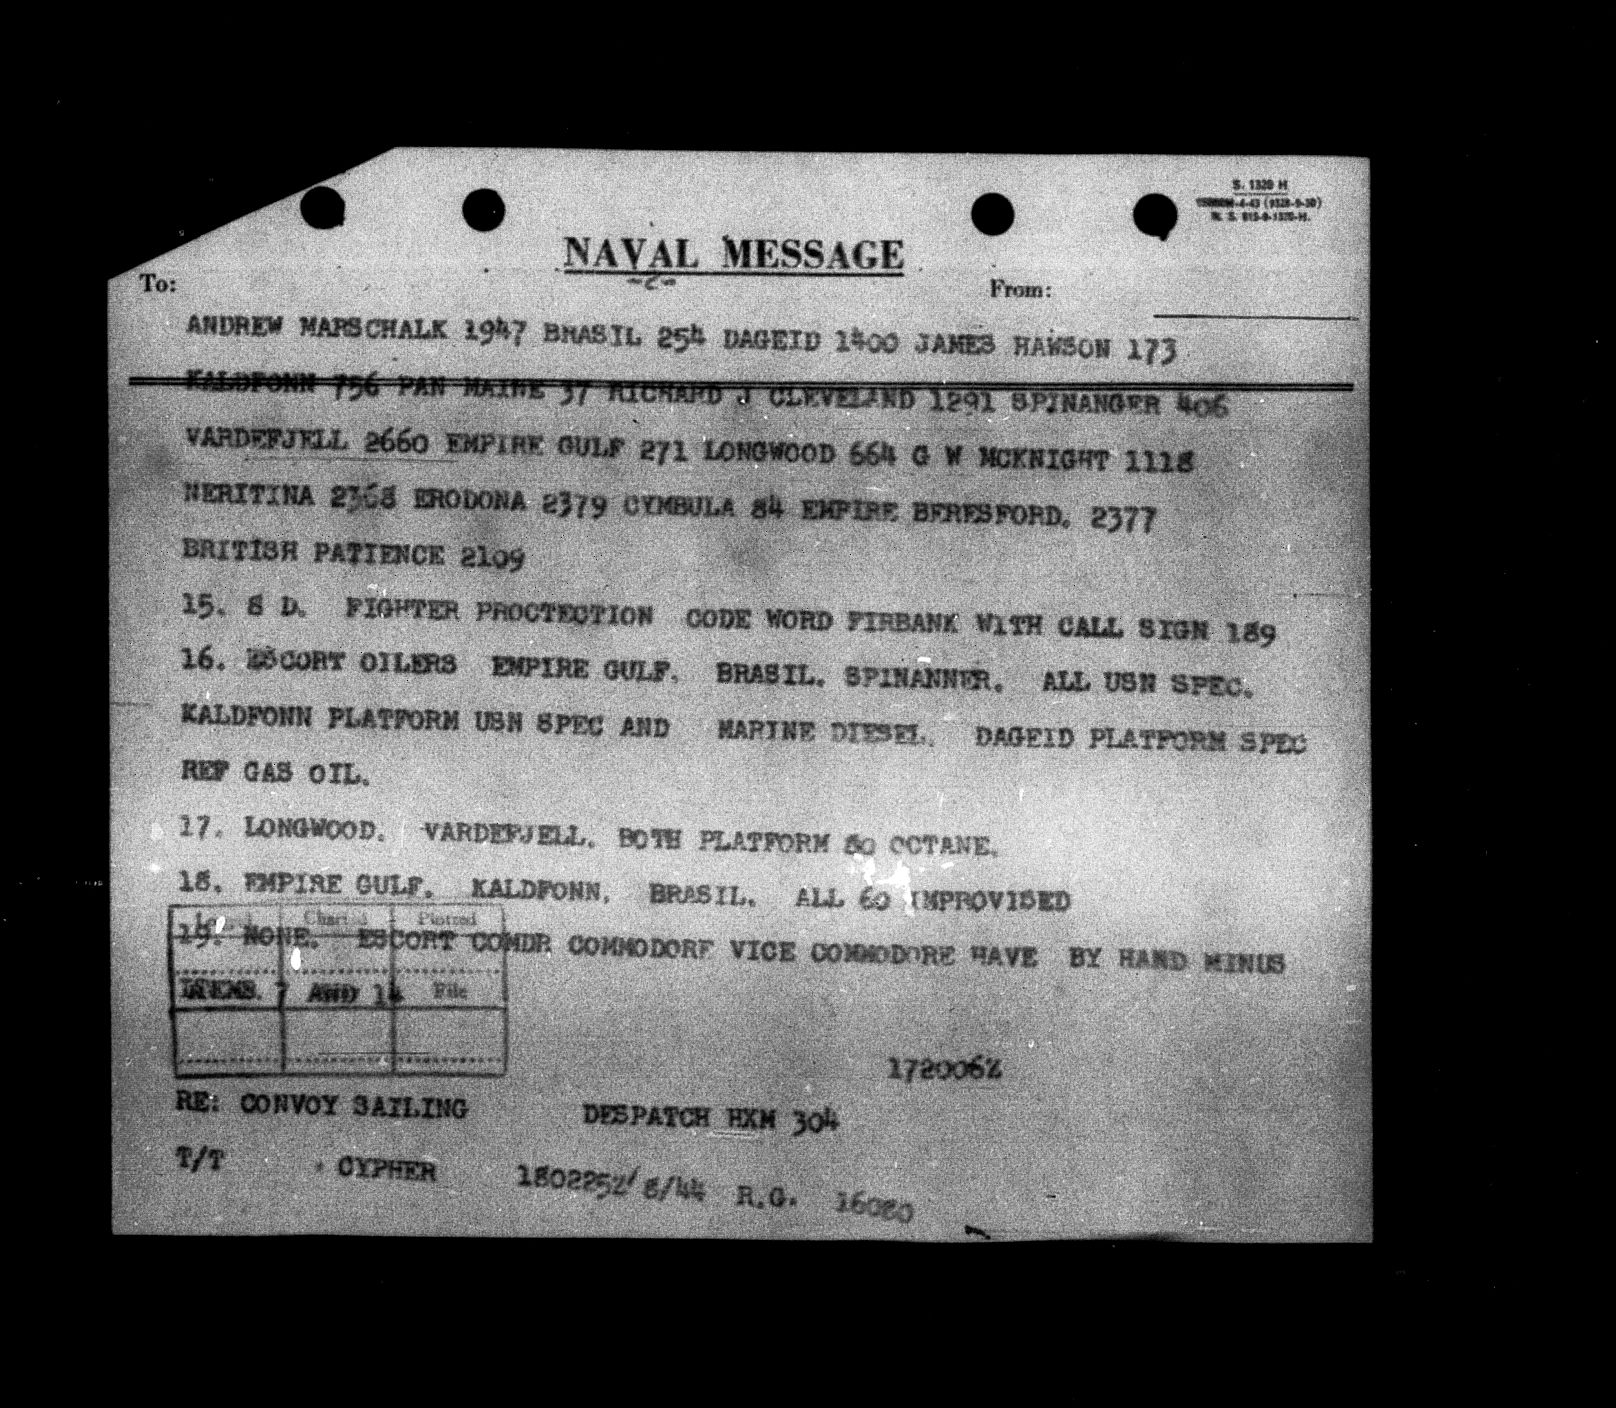 S. 1320 H
NAVAL MESSAGE
-2-
To:
From:
ANDREW MARSCHALK 1947 BRASIL 254 DAGEID 1400 JAMES HAWSON 173
KALDFONN 756 PAN MAINE 37 RICHARD J CLEVELAND 1291 SPINANGER 406
VARDEFJELL 2660 EMPIRE GULF 271 LONGWOOD 664 G W MCKNIGHT 1118
NERITINA 2368 ERODONA 2379 CYMBULA 84 EMPIRE BERESFORD. 2377
BRITISH PATIENCE 2109
15. S D. FIGHTER PROCTECTION CODE WORD FIRBANK WITH CALL SIGN 189
16. ESCORT OILERS EMPIRE GULF. BRASIL. SPINANNER. ALL USN SPEC.
KALDFONN PLATFORM USN SPEC AND MARINE DIESEL. DAGEID PLATFORM SPEC
REF GAS OIL.
17. LONGWOOD. VARDEFJELL. BOTH PLATFORM 80 OCTANE.
18. EMPIRE GULF. KALDFONN. BRASIL. ALL 60 IMPROVISED
Charted Plotted
19. NONE. ESCORT COMDR COMMODORE VICE COMMODORE HAVE BY HAND MINUS
ITEMS. 7 AND 14 File
172006Z
RE: CONVOY SAILING DESPATCH HXM 304
T/T CYPHER 180225Z/8/44 R.G. 16080